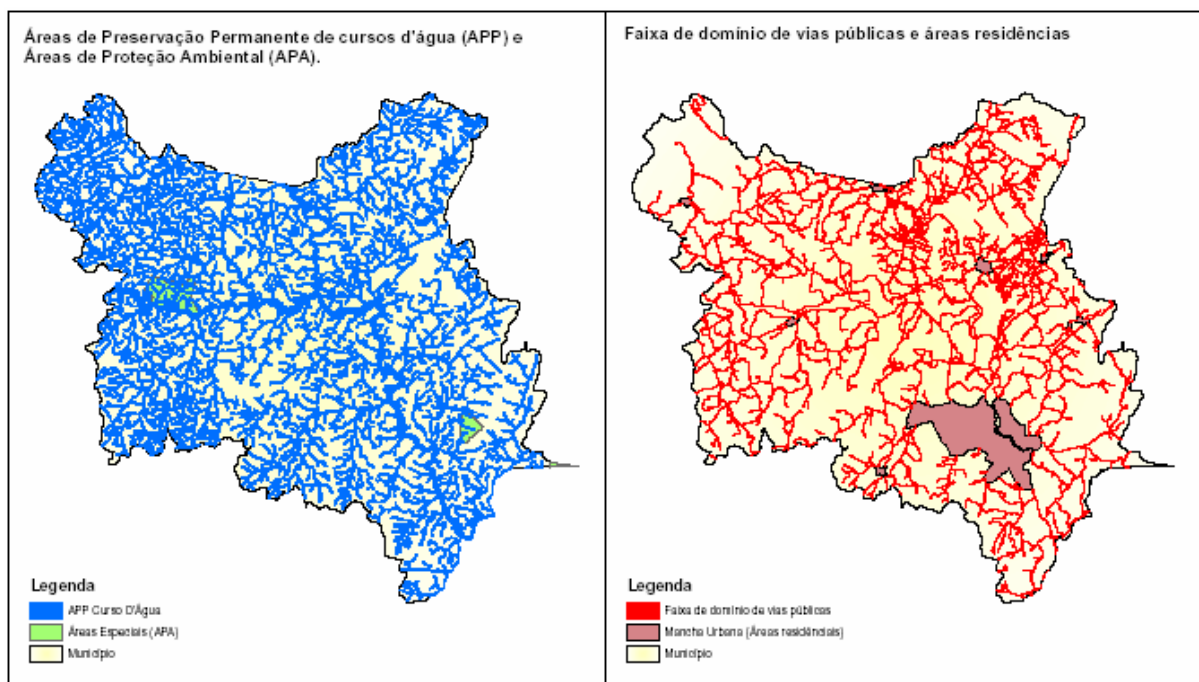 Áreas de Preservação Permanente de cursos d'água (APP) e
Áreas de Proteção Ambiental (APA).
Legenda
APP Curso D'Água
Áreas Especiais (APA)
Município
Faixa de domínio de vias públicas e áreas residências
Legenda
Faixa de domínio de vias públicas
Mancha Urbana (Áreas residênciais)
Município